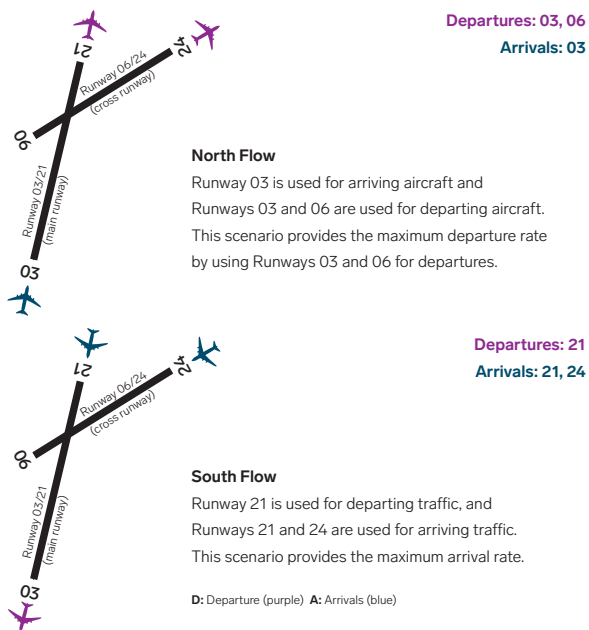 Departures: 03, 06
Arrivals: 03
21
24
Runway 06/24
(cross runway)
06
Runway 03/21
(main runway)
03
North Flow
Runway 03 is used for arriving aircraft and
Runways 03 and 06 are used for departing aircraft.
This scenario provides the maximum departure rate
by using Runways 03 and 06 for departures.
Departures: 21
Arrivals: 21, 24
21
24
Runway 06/24
(cross runway)
06
Runway 03/21
(main runway)
03
South Flow
Runway 21 is used for departing traffic, and
Runways 21 and 24 are used for arriving traffic.
This scenario provides the maximum arrival rate.
D: Departure (purple) A: Arrivals (blue)